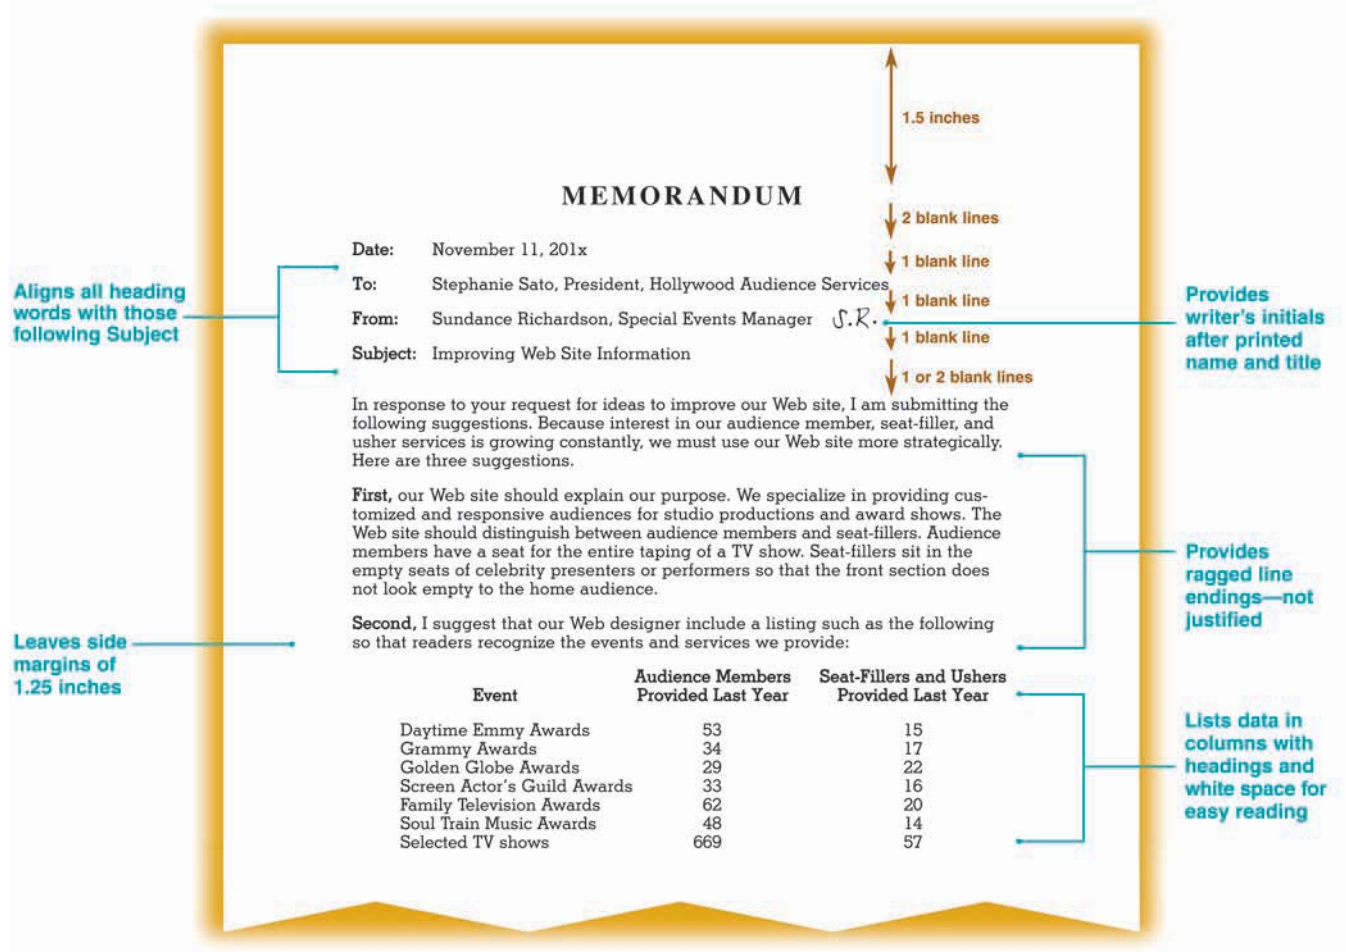 1.5 inches
MEMORANDUM
2 blank lines
Date: November 11, 201x
1 blank line
To: Stephanie Sato, President, Hollywood Audience Services
1 blank line
From: Sundance Richardson, Special Events Manager S.R.
1 blank line
Subject: Improving Web Site Information
1 or 2 blank lines
Aligns all heading
words with those
following Subject
Provides
writer's initials
after printed
name and title
In response to your request for ideas to improve our Web site, I am submitting the
following suggestions. Because interest in our audience member, seat-filler, and
usher services is growing constantly, we must use our Web site more strategically.
Here are three suggestions.
First, our Web site should explain our purpose. We specialize in providing cus-
tomized and responsive audiences for studio productions and award shows. The
Web site should distinguish between audience members and seat-fillers. Audience
members have a seat for the entire taping of a TV show. Seat-fillers sit in the
empty seats of celebrity presenters or performers so that the front section does
not look empty to the home audience.
Provides
ragged line
endings—not
justified
Second, I suggest that our Web designer include a listing such as the following
so that readers recognize the events and services we provide:
Leaves side
margins of
1.25 inches
Audience Members Seat-Fillers and Ushers
Event Provided Last Year Provided Last Year
Daytime Emmy Awards 53 15
Grammy Awards 34 17
Golden Globe Awards 29 22
Screen Actor's Guild Awards 33 16
Family Television Awards 62 20
Soul Train Music Awards 48 14
Selected TV shows 669 57
Lists data in
columns with
headings and
white space for
easy reading